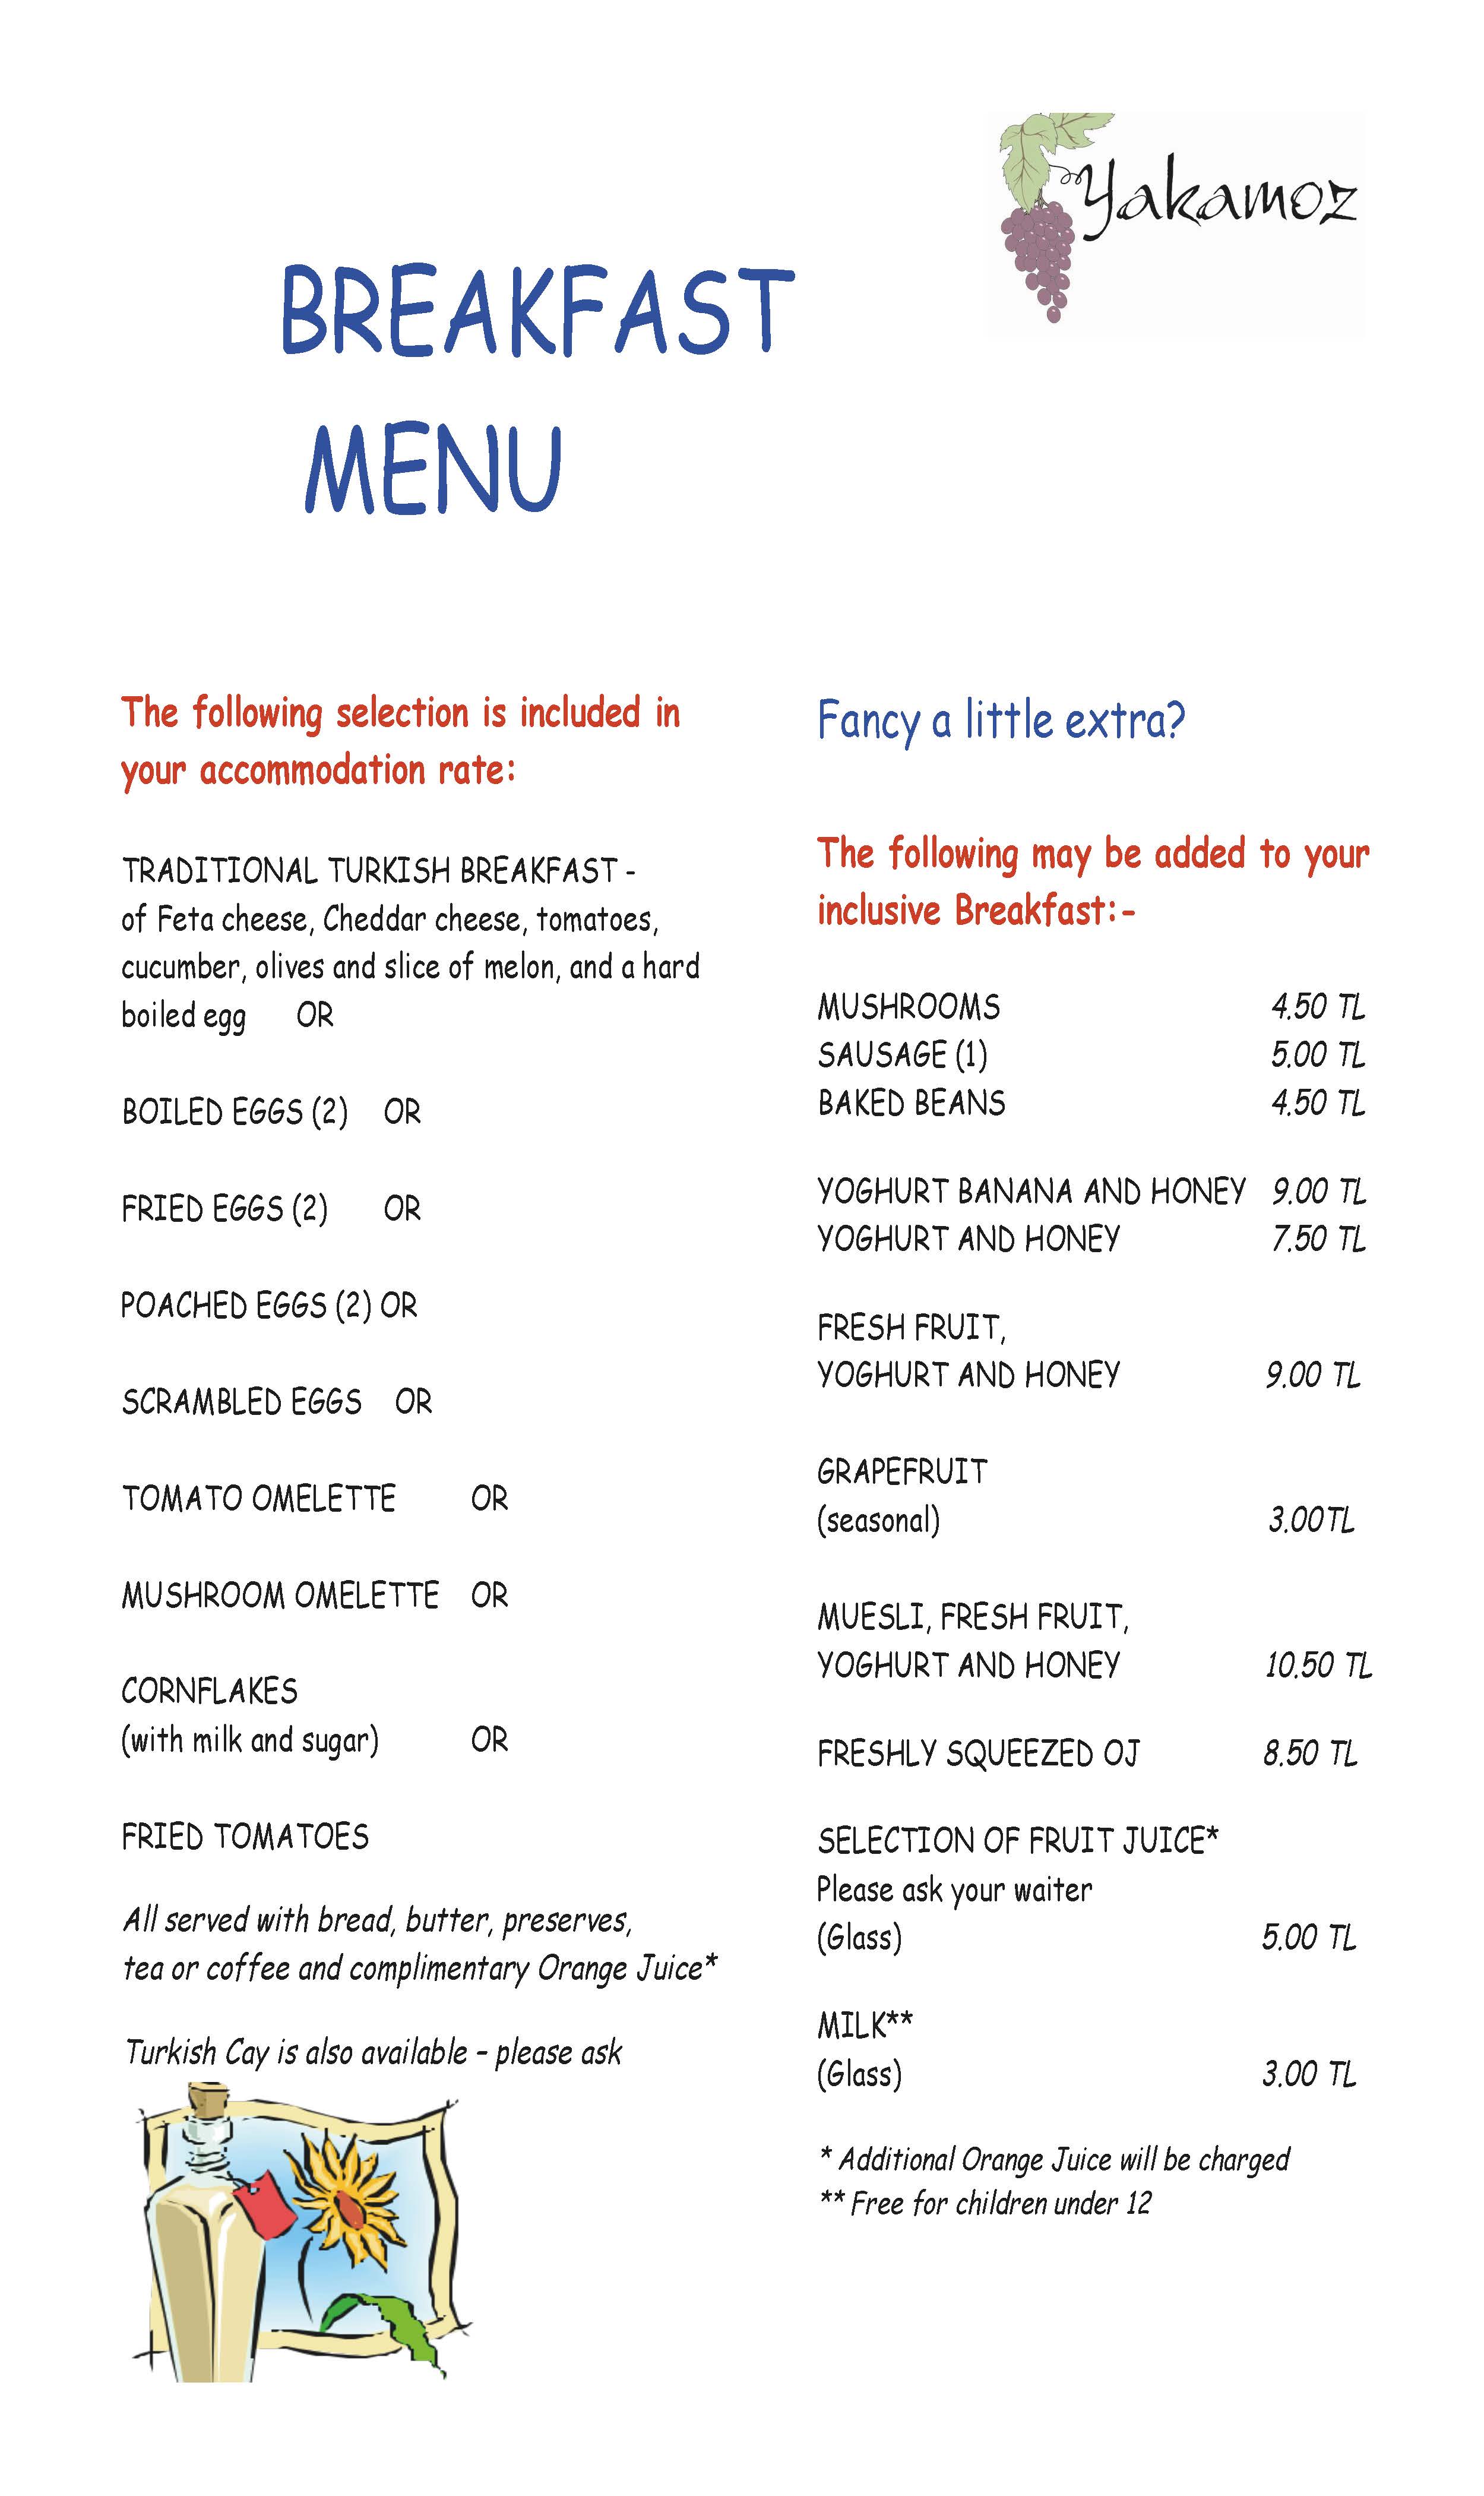 Yakamoz
BREAKFAST
MENU
The following selection is included in
your accommodation rate:
TRADITIONAL TURKISH BREAKFAST -
of Feta cheese, Cheddar cheese, tomatoes,
cucumber, olives and slice of melon, and a hard
boiled egg OR
BOILED EGGS (2) OR
FRIED EGGS (2) OR
POACHED EGGS (2) OR
SCRAMBLED EGGS OR
TOMATO OMELETTE OR
MUSHROOM OMELETTE OR
CORNFLAKES
(with milk and sugar) OR
FRIED TOMATOES
All served with bread, butter, preserves,
tea or coffee and complimentary Orange Juice*
Turkish Cay is also available – please ask
Fancy a little extra?
The following may be added to your
inclusive Breakfast:-
MUSHROOMS 4.50 TL
SAUSAGE (1) 5.00 TL
BAKED BEANS 4.50 TL
YOGHURT BANANA AND HONEY 9.00 TL
YOGHURT AND HONEY 7.50 TL
FRESH FRUIT,
YOGHURT AND HONEY 9.00 TL
GRAPEFRUIT
(seasonal) 3.00TL
MUESLI, FRESH FRUIT,
YOGHURT AND HONEY 10.50 TL
FRESHLY SQUEEZED OJ 8.50 TL
SELECTION OF FRUIT JUICE*
Please ask your waiter
(Glass) 5.00 TL
MILK**
(Glass) 3.00 TL
* Additional Orange Juice will be charged
** Free for children under 12